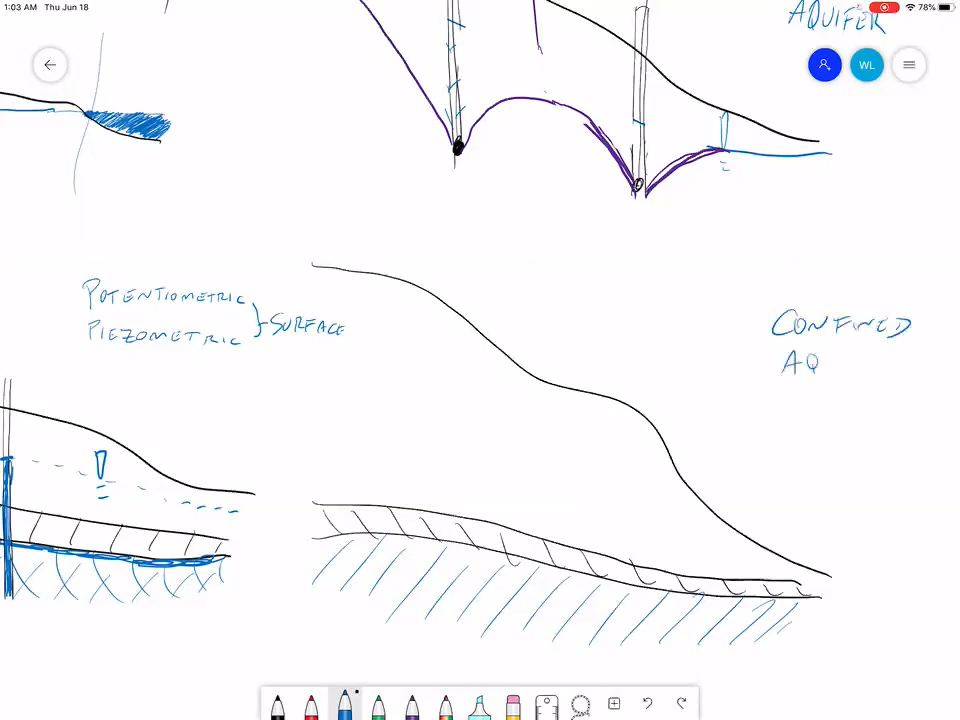 1:03 AM Thu Jun 18
78%
AQUIFER
WL
POTENTIOMETRIC
PIEZOMETRIC
SURFACE
CONFINED
AQ